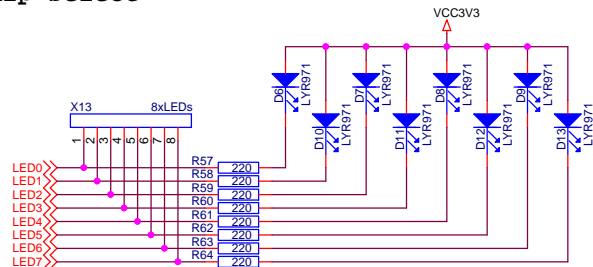 VCC3V3
X13 8xLEDs
1 2 3 4 5 6 7 8
D6 LYR971
D10 LYR971
D7 LYR971
D11 LYR971
D8 LYR971
D12 LYR971
D9 LYR971
D13 LYR971
LED0 R57 220
LED1 R58 220
LED2 R59 220
LED3 R60 220
LED4 R61 220
LED5 R62 220
LED6 R63 220
LED7 R64 220